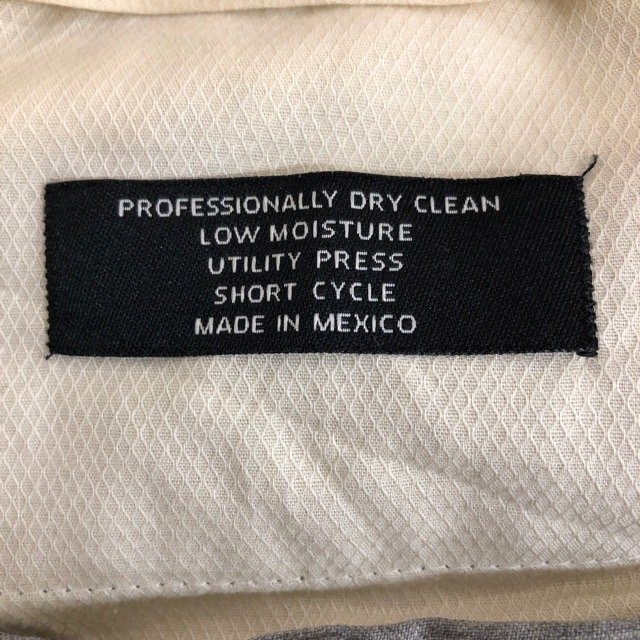 PROFESSIONALLY DRY CLEAN
LOW MOISTURE
UTILITY PRESS
SHORT CYCLE
MADE IN MEXICO